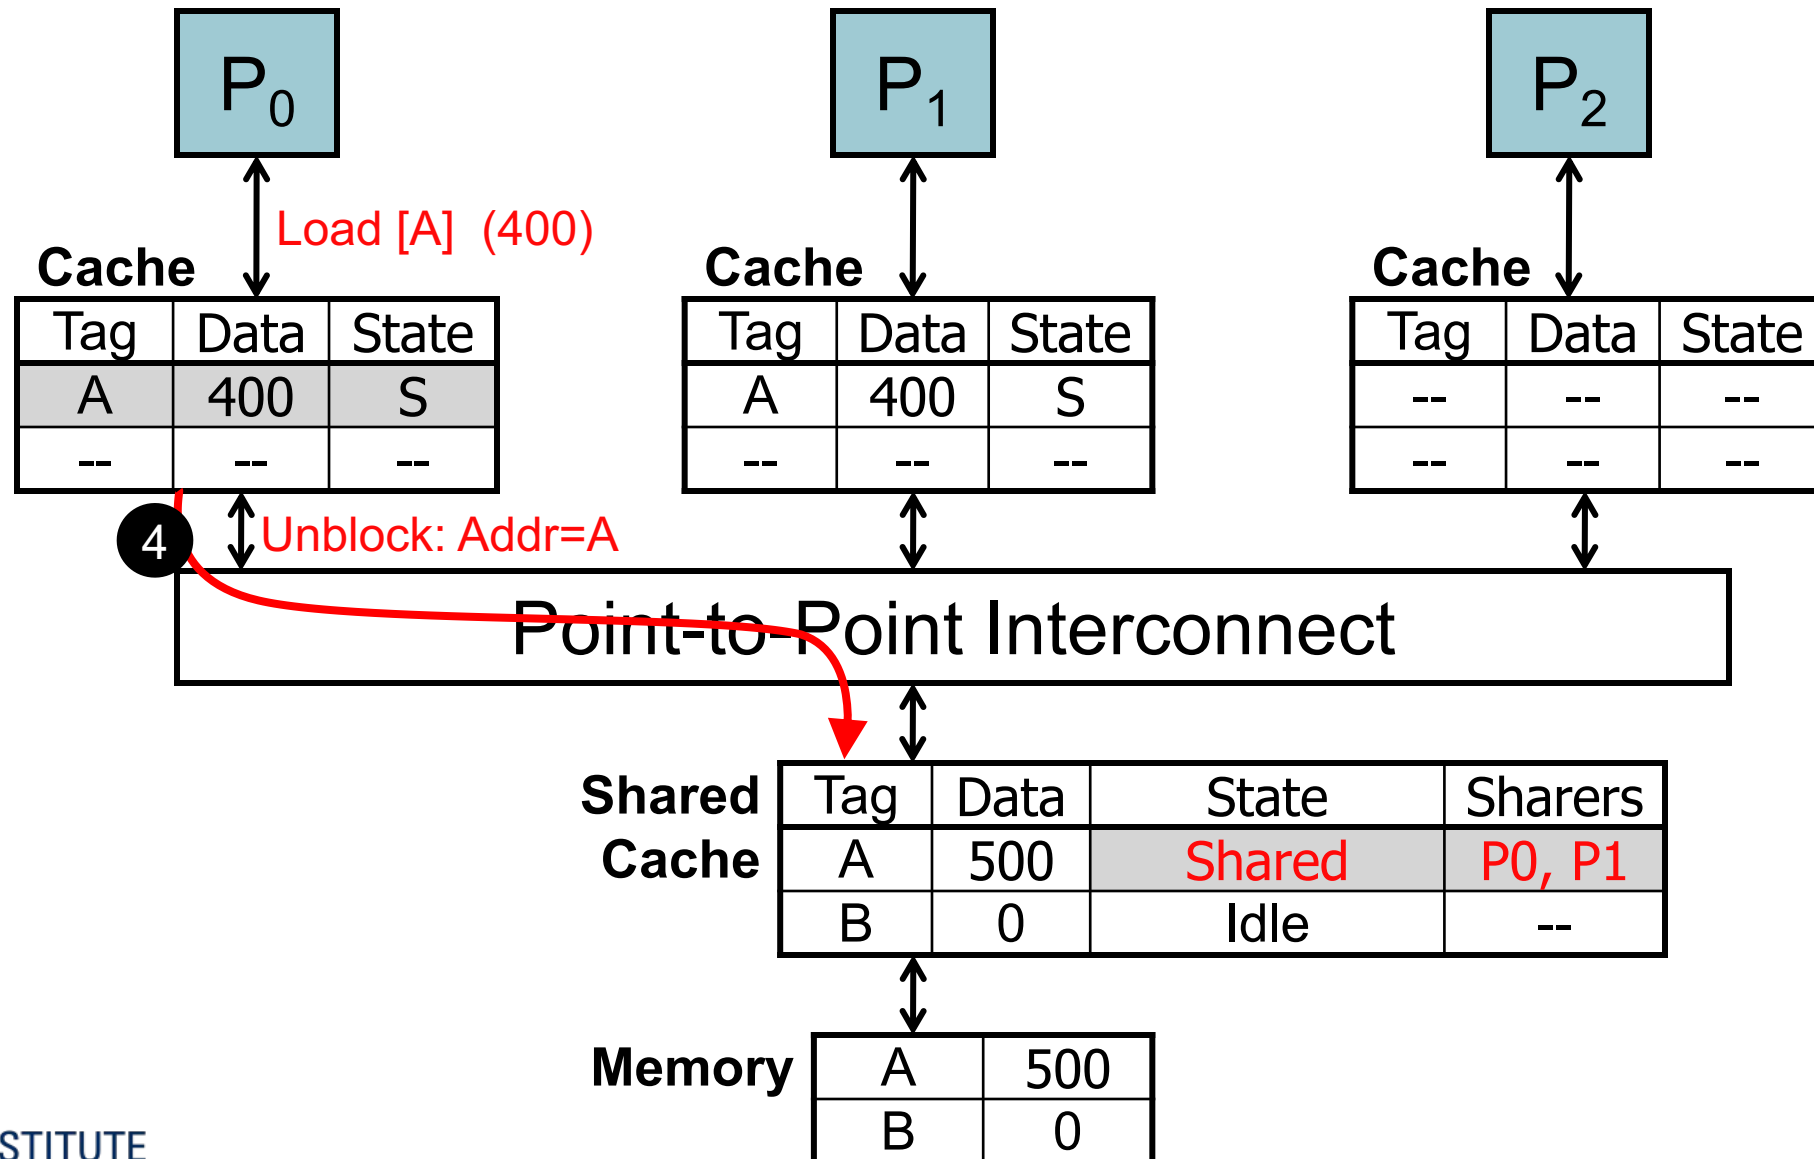 P0 P1 P2
Load [A] (400)
Cache Cache Cache
Tag Data State Tag Data State Tag Data State
A 400 S A 400 S -- -- --
-- -- -- -- -- -- -- -- --
4 Unblock: Addr=A
Point-to-Point Interconnect
Shared Tag Data State Sharers
Cache A 500 Shared P0, P1
B 0 Idle --
Memory A 500
B 0
STITUTE